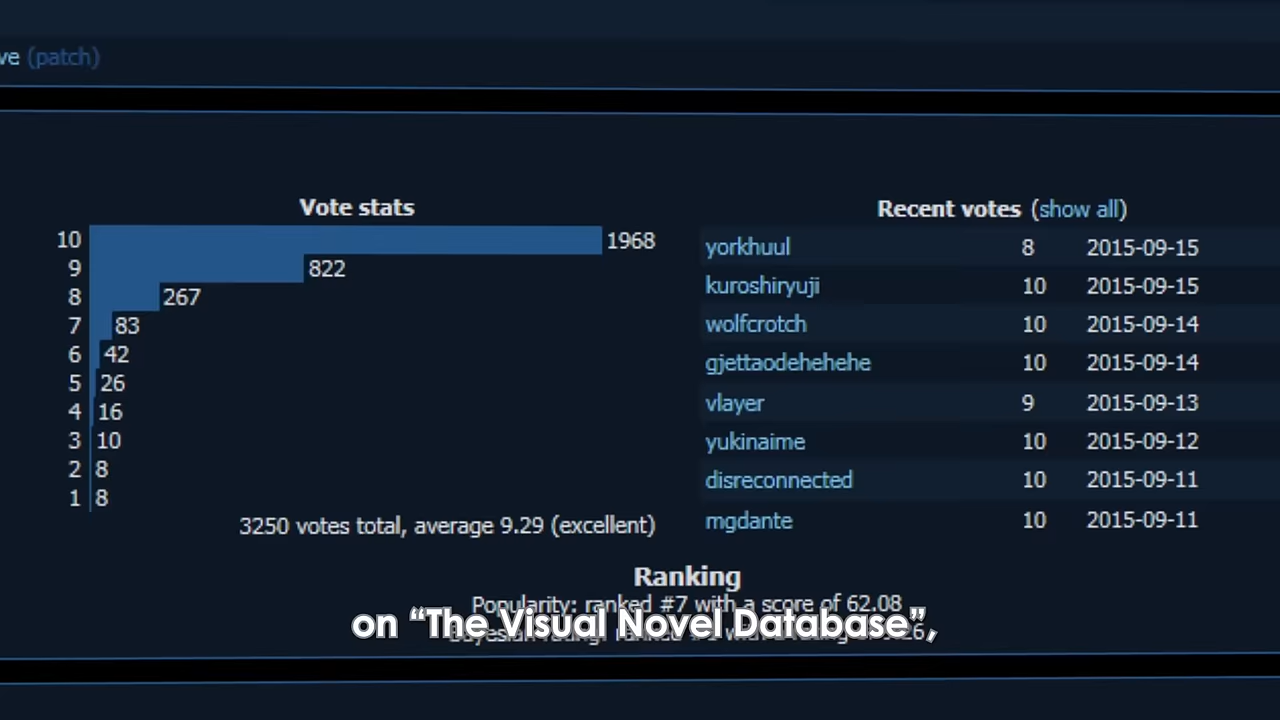 ve (patch)
Vote stats
10 1968
9 822
8 267
7 83
6 42
5 26
4 16
3 10
2 8
1 8
3250 votes total, average 9.29 (excellent)
Recent votes (show all)
yorkhuul 8 2015-09-15
kuroshiryuji 10 2015-09-15
wolfcrotch 10 2015-09-14
gjettaodehehehe 10 2015-09-14
vlayer 9 2015-09-13
yukinaime 10 2015-09-12
disreconnected 10 2015-09-11
mgdante 10 2015-09-11
Ranking
Popularity: ranked #7 with a score of 62.08
on “The Visual Novel Database”,